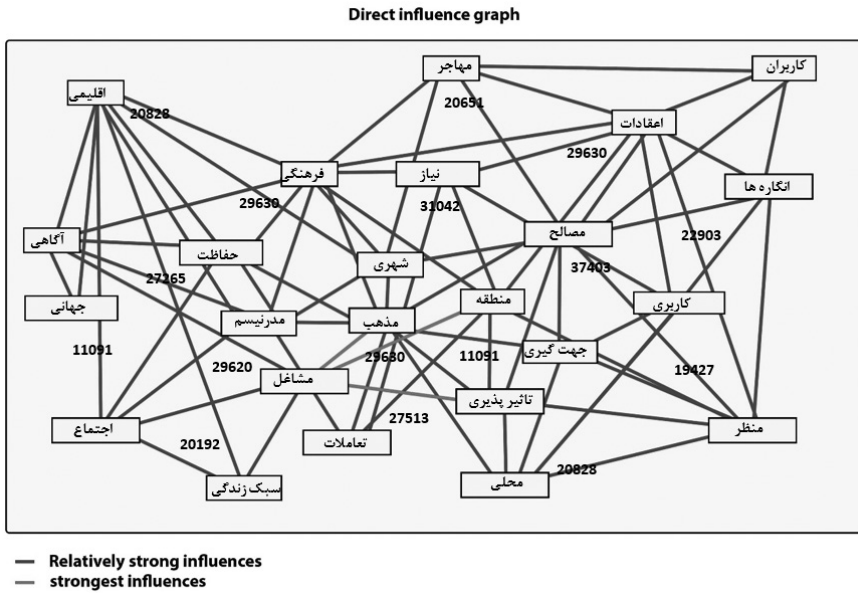 Direct influence graph
مهاجر
کاربران
اقلیمی
20828
20651
اعقادات
29630
فرهنگی
نیاز
انگاره ها
29630
31042
آگاهی
حفاظت
مصالح
22903
شهری
37403
27265
جهانی
منطقه
کاربری
مدرنیسم
مذهب
11091
29620
29630
11091
جهت گیری
19427
مشاغل
تاثیر پذیری
27513
اجتماع
تعاملات
منظر
20192
20828
سبک زندگی
محلی
Relatively strong influences
strongest influences